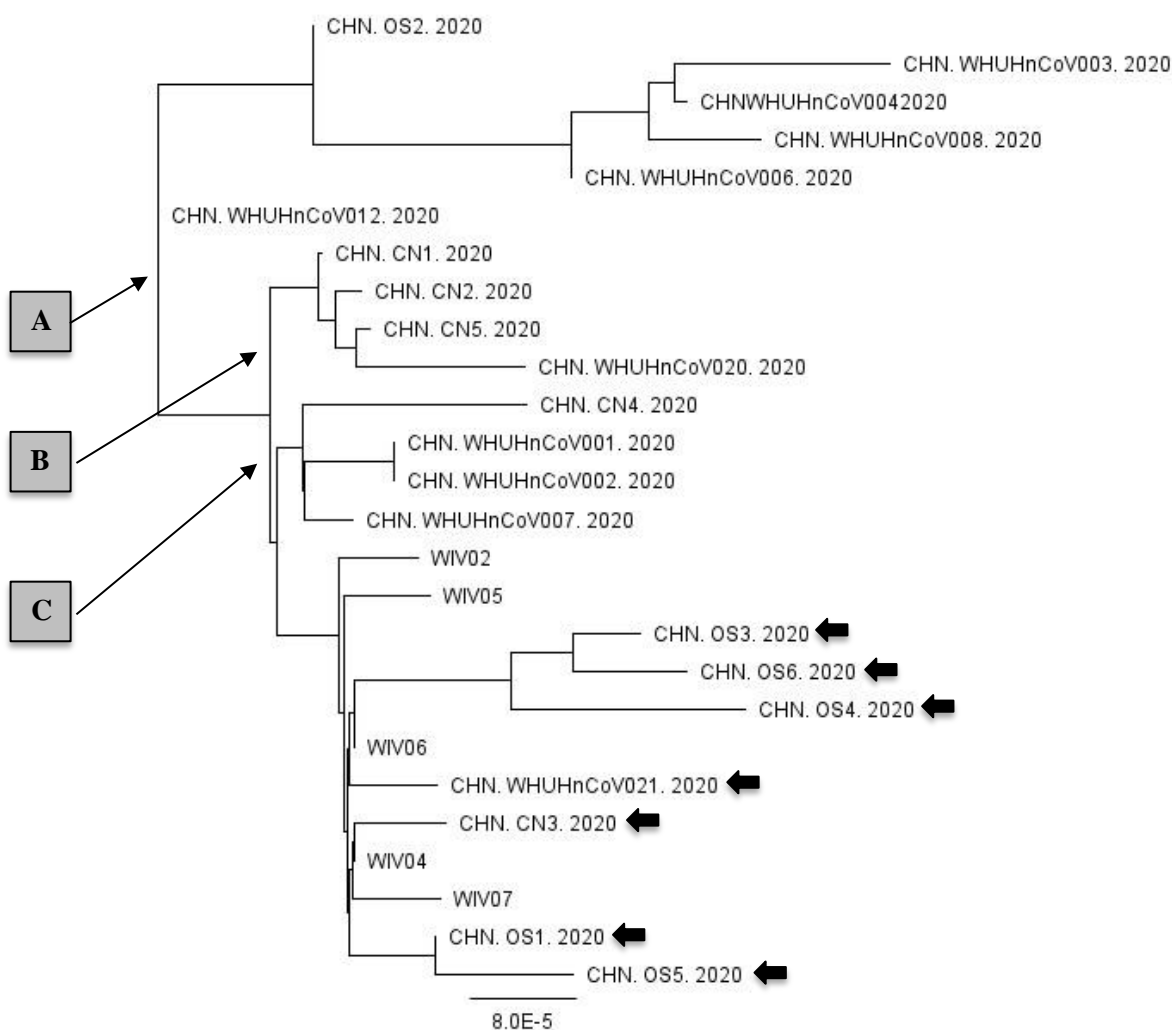 CHN. OS2. 2020
CHN. WHUHnCoV003. 2020
CHNWHUHnCoV0042020
CHN. WHUHnCoV008. 2020
CHN. WHUHnCoV006. 2020
CHN. WHUHnCoV012. 2020
CHN. CN1. 2020
CHN. CN2. 2020
A
CHN. CN5. 2020
CHN. WHUHnCoV020. 2020
CHN. CN4. 2020
CHN. WHUHnCoV001. 2020
B
CHN. WHUHnCoV002. 2020
CHN. WHUHnCoV007. 2020
WIV02
WIV05
C
CHN. OS3. 2020
CHN. OS6. 2020
CHN. OS4. 2020
WIV06
CHN. WHUHnCoV021. 2020
CHN. CN3. 2020
WIV04
WIV07
CHN. OS1. 2020
CHN. OS5. 2020
8.0E-5